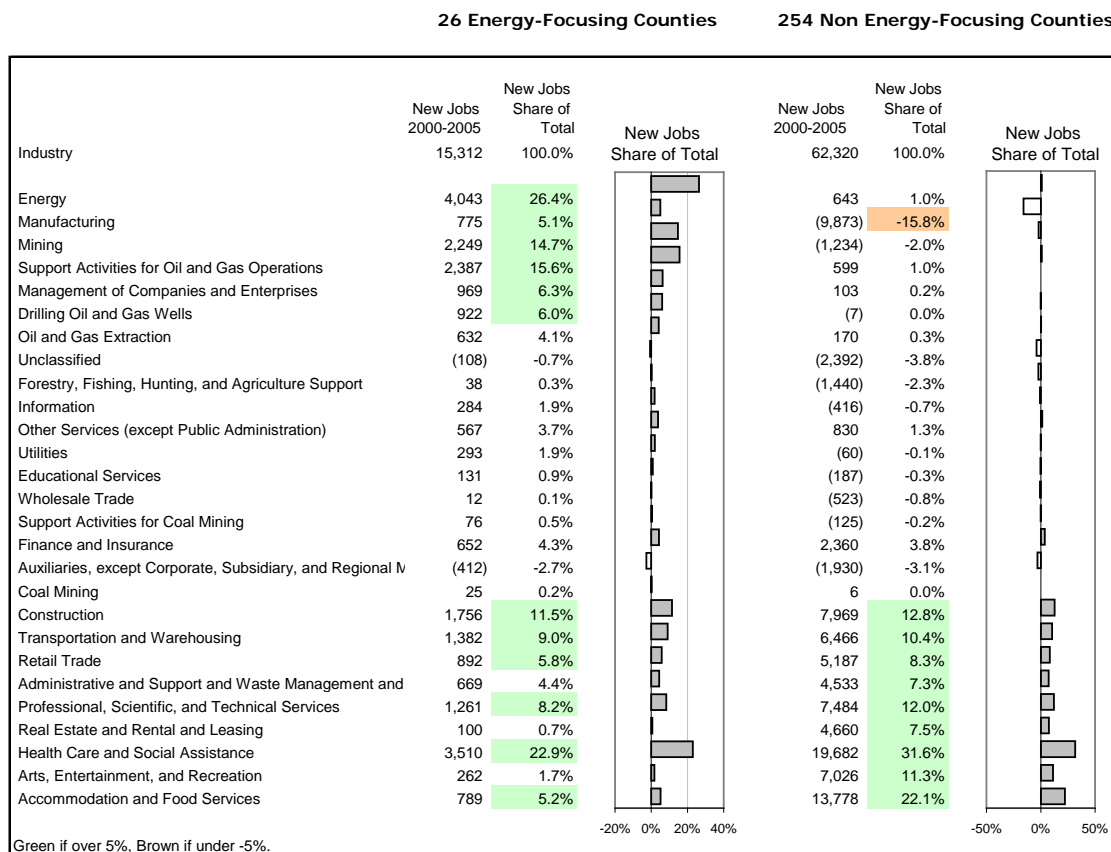 26 Energy-Focusing Counties 254 Non Energy-Focusing Counties
New Jobs New Jobs
New Jobs Share of New Jobs Share of
2000-2005 Total New Jobs 2000-2005 Total New Jobs
Industry 15,312 100.0% Share of Total 62,320 100.0% Share of Total
Energy 4,043 26.4% 643 1.0%
Manufacturing 775 5.1% (9,873) -15.8%
Mining 2,249 14.7% (1,234) -2.0%
Support Activities for Oil and Gas Operations 2,387 15.6% 599 1.0%
Management of Companies and Enterprises 969 6.3% 103 0.2%
Drilling Oil and Gas Wells 922 6.0% (7) 0.0%
Oil and Gas Extraction 632 4.1% 170 0.3%
Unclassified (108) -0.7% (2,392) -3.8%
Forestry, Fishing, Hunting, and Agriculture Support 38 0.3% (1,440) -2.3%
Information 284 1.9% (416) -0.7%
Other Services (except Public Administration) 567 3.7% 830 1.3%
Utilities 293 1.9% (60) -0.1%
Educational Services 131 0.9% (187) -0.3%
Wholesale Trade 12 0.1% (523) -0.8%
Support Activities for Coal Mining 76 0.5% (125) -0.2%
Finance and Insurance 652 4.3% 2,360 3.8%
Auxiliaries, except Corporate, Subsidiary, and Regional M (412) -2.7% (1,930) -3.1%
Coal Mining 25 0.2% 6 0.0%
Construction 1,756 11.5% 7,969 12.8%
Transportation and Warehousing 1,382 9.0% 6,466 10.4%
Retail Trade 892 5.8% 5,187 8.3%
Administrative and Support and Waste Management and 669 4.4% 4,533 7.3%
Professional, Scientific, and Technical Services 1,261 8.2% 7,484 12.0%
Real Estate and Rental and Leasing 100 0.7% 4,660 7.5%
Health Care and Social Assistance 3,510 22.9% 19,682 31.6%
Arts, Entertainment, and Recreation 262 1.7% 7,026 11.3%
Accommodation and Food Services 789 5.2% 13,778 22.1%
-20% 0% 20% 40% -50% 0% 50%
Green if over 5%, Brown if under -5%.